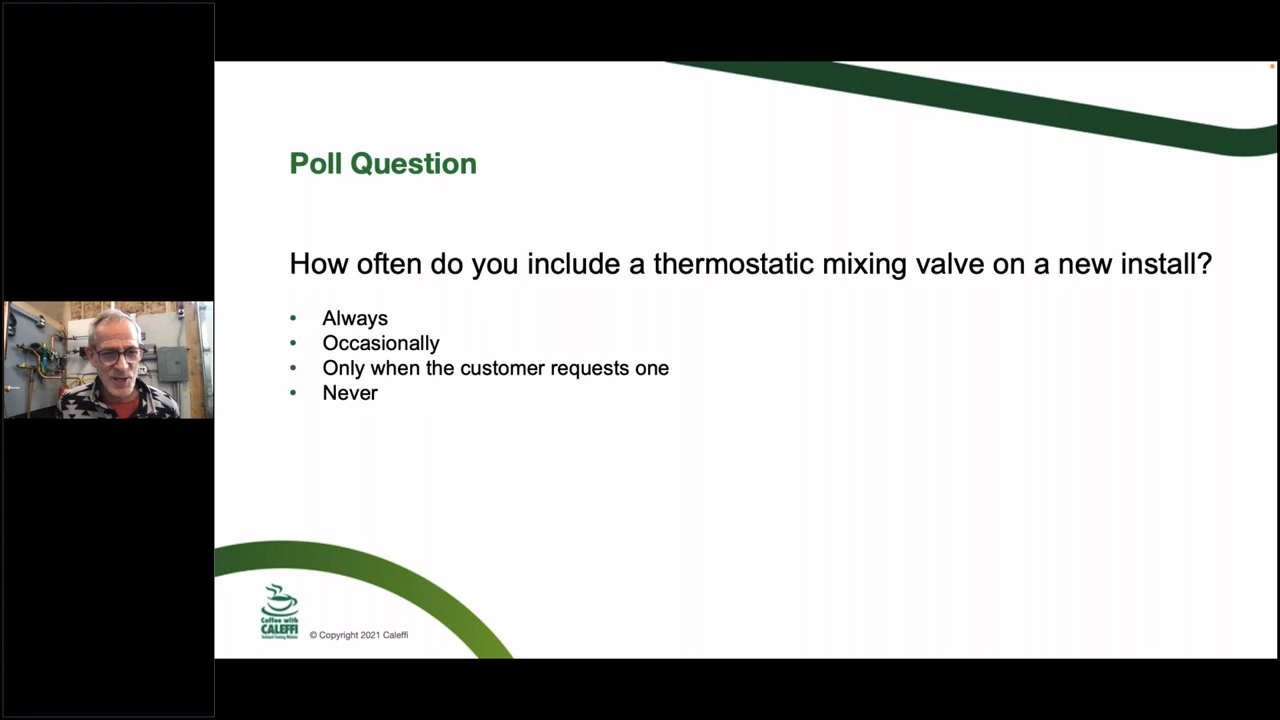 Poll Question
How often do you include a thermostatic mixing valve on a new install?
• Always
• Occasionally
• Only when the customer requests one
• Never
Coffee with
CALEFFI
© Copyright 2021 Caleffi